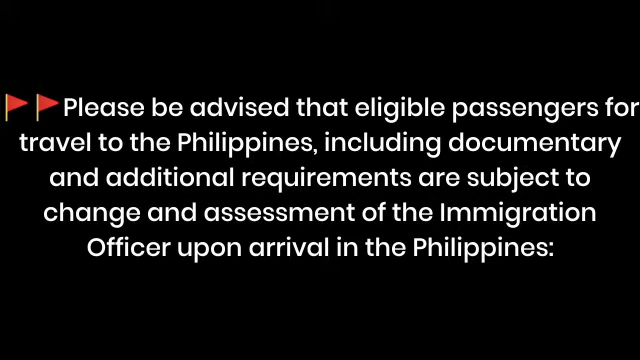 🚩🚩Please be advised that eligible passengers for
travel to the Philippines, including documentary
and additional requirements are subject to
change and assessment of the Immigration
Officer upon arrival in the Philippines: